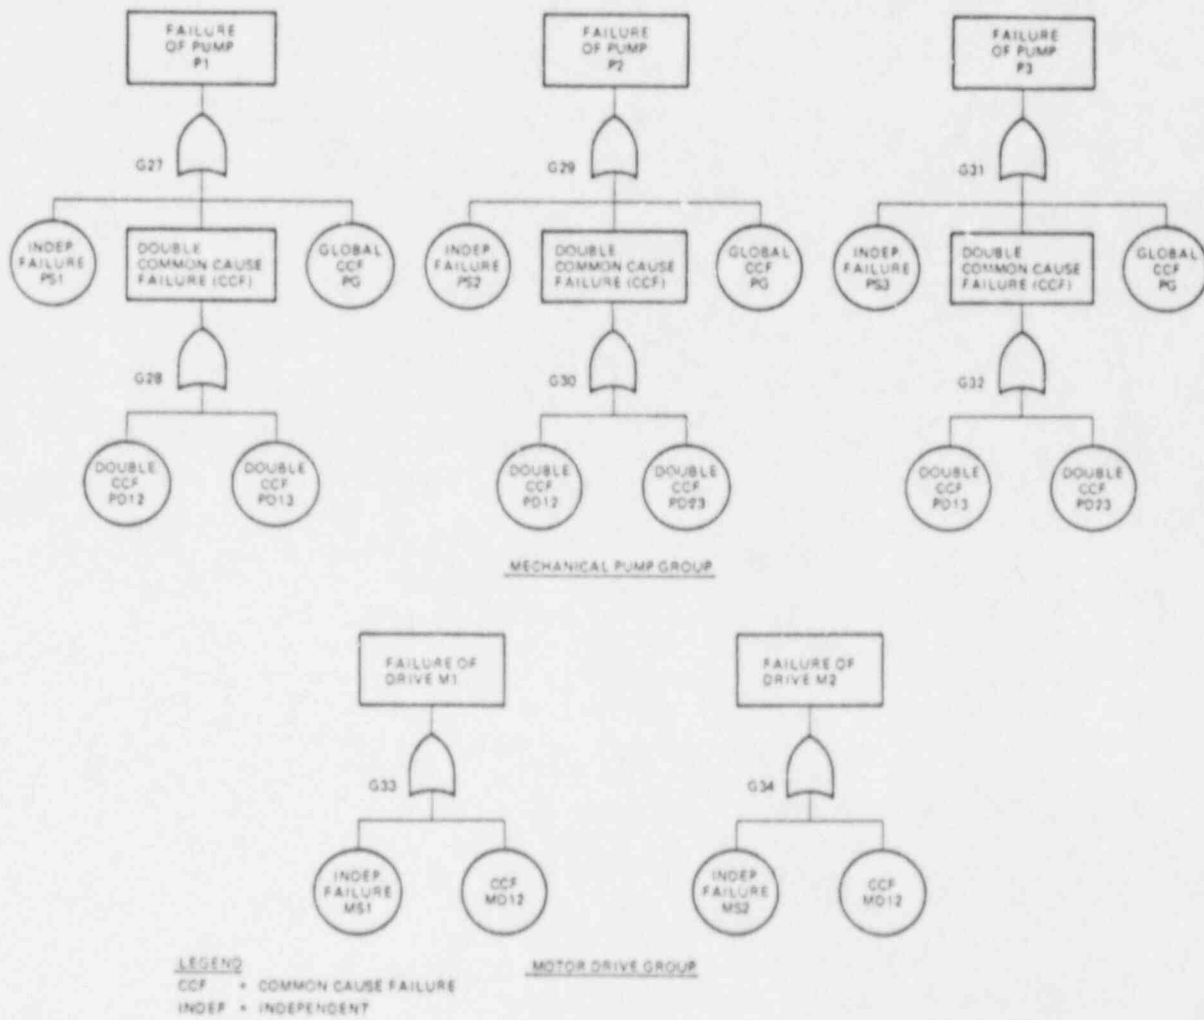 FAILURE
OF PUMP
P1
FAILURE
OF PUMP
P2
FAILURE
OF PUMP
P3
G27
G29
G31
INDEP
FAILURE
PS1
DOUBLE
COMMON CAUSE
FAILURE (CCF)
GLOBAL
CCF
PG
INDEP
FAILURE
PS2
DOUBLE
COMMON CAUSE
FAILURE (CCF)
GLOBAL
CCF
PG
INDEP
FAILURE
PS3
DOUBLE
COMMON CAUSE
FAILURE (CCF)
GLOBAL
CCF
PG
G28
G30
G32
DOUBLE
CCF
PD12
DOUBLE
CCF
PD13
DOUBLE
CCF
PD12
DOUBLE
CCF
PD23
DOUBLE
CCF
PD13
DOUBLE
CCF
PD23
MECHANICAL PUMP GROUP
FAILURE OF
DRIVE M1
FAILURE OF
DRIVE M2
G33
G34
INDEP
FAILURE
MS1
CCF
MD12
INDEP
FAILURE
MS2
CCF
MD12
LEGEND
MOTOR DRIVE GROUP
CCF = COMMON CAUSE FAILURE
INDEP = INDEPENDENT